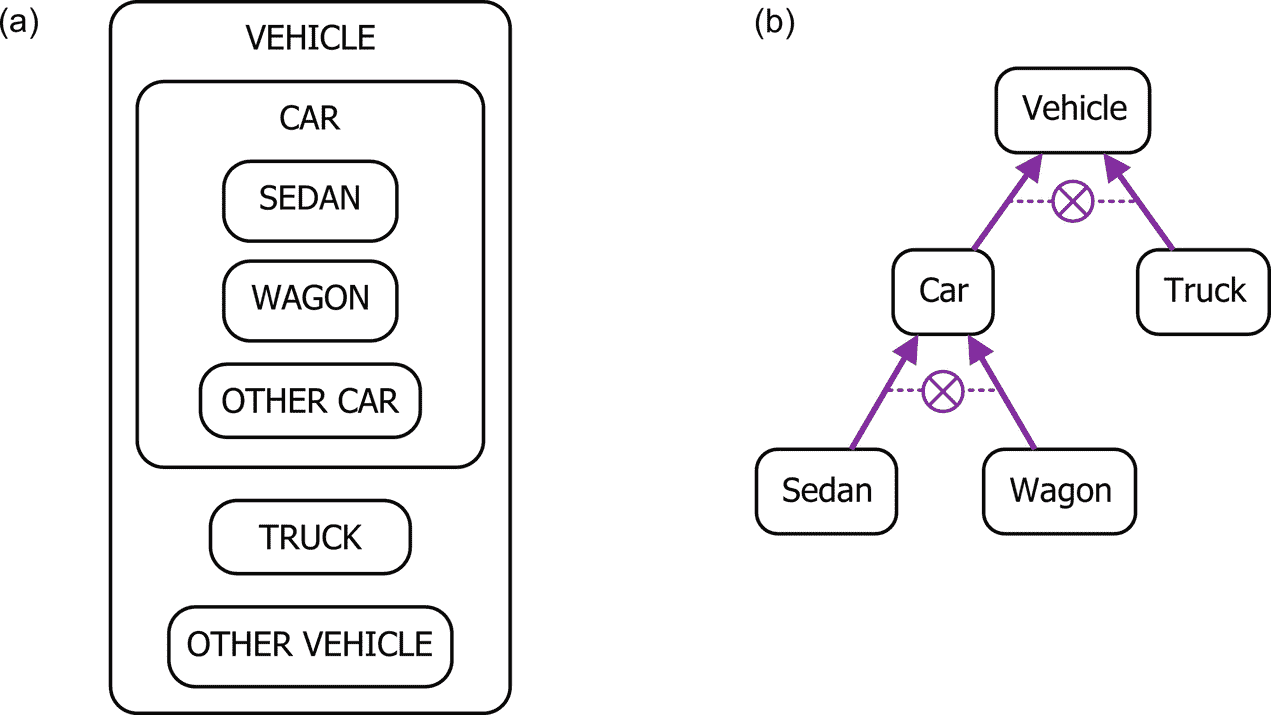 (a)
VEHICLE
CAR
SEDAN
WAGON
OTHER CAR
TRUCK
OTHER VEHICLE
(b)
Vehicle
Car
Truck
Sedan
Wagon